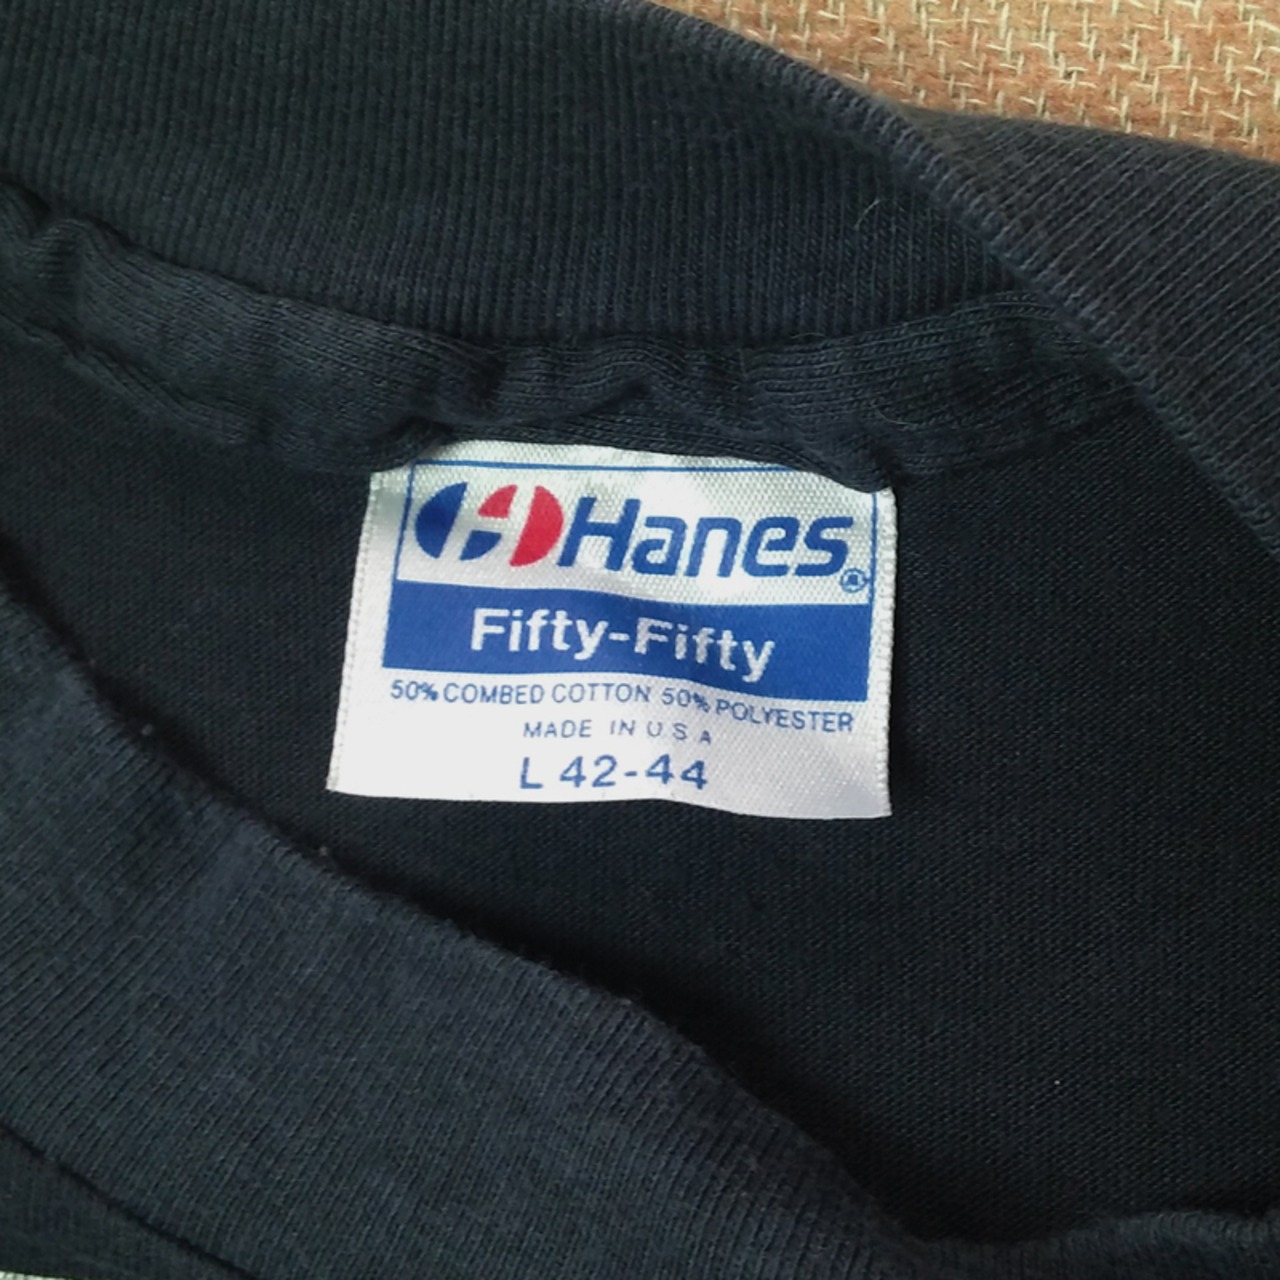 Hanes®
Fifty-Fifty
50% COMBED COTTON 50% POLYESTER
MADE IN U S A
L 42-44